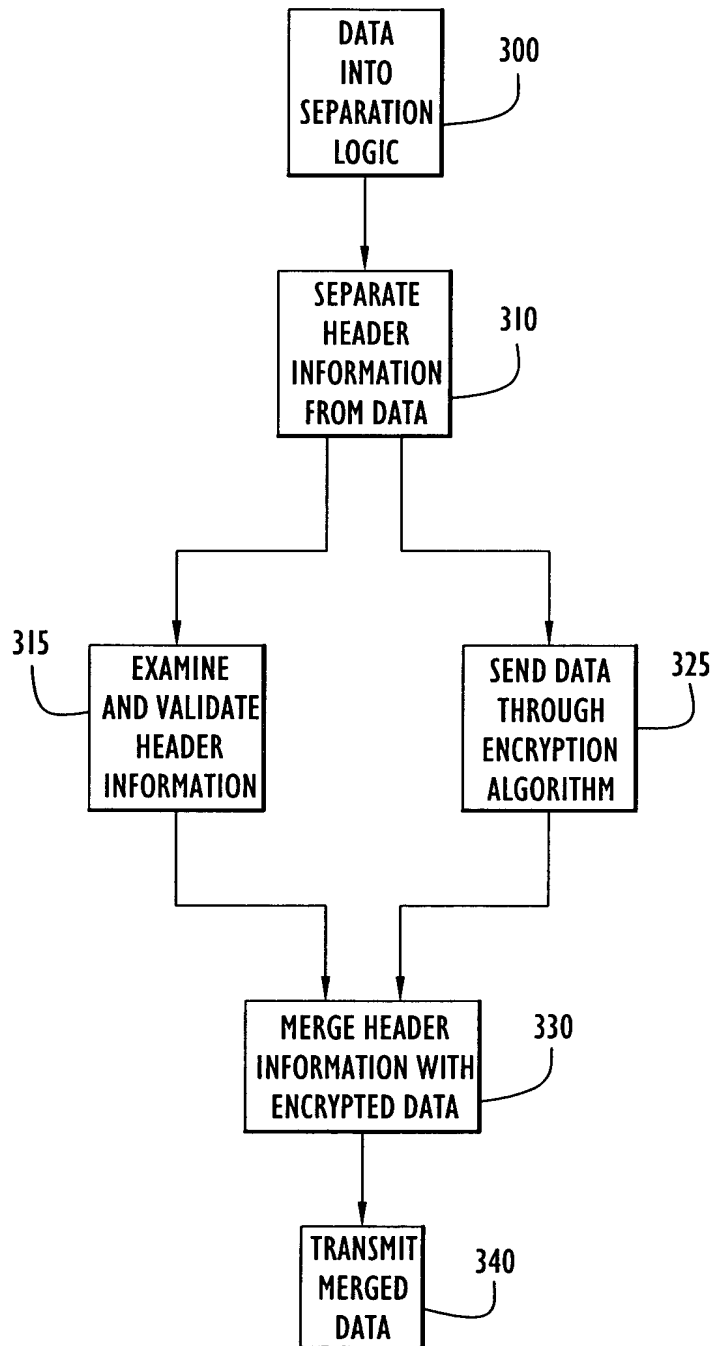 DATA
INTO
SEPARATION
LOGIC
300
SEPARATE
HEADER
INFORMATION
FROM DATA
310
315
EXAMINE
AND VALIDATE
HEADER
INFORMATION
SEND DATA
THROUGH
ENCRYPTION
ALGORITHM
325
MERGE HEADER
INFORMATION WITH
ENCRYPTED DATA
330
TRANSMIT
MERGED
DATA
340